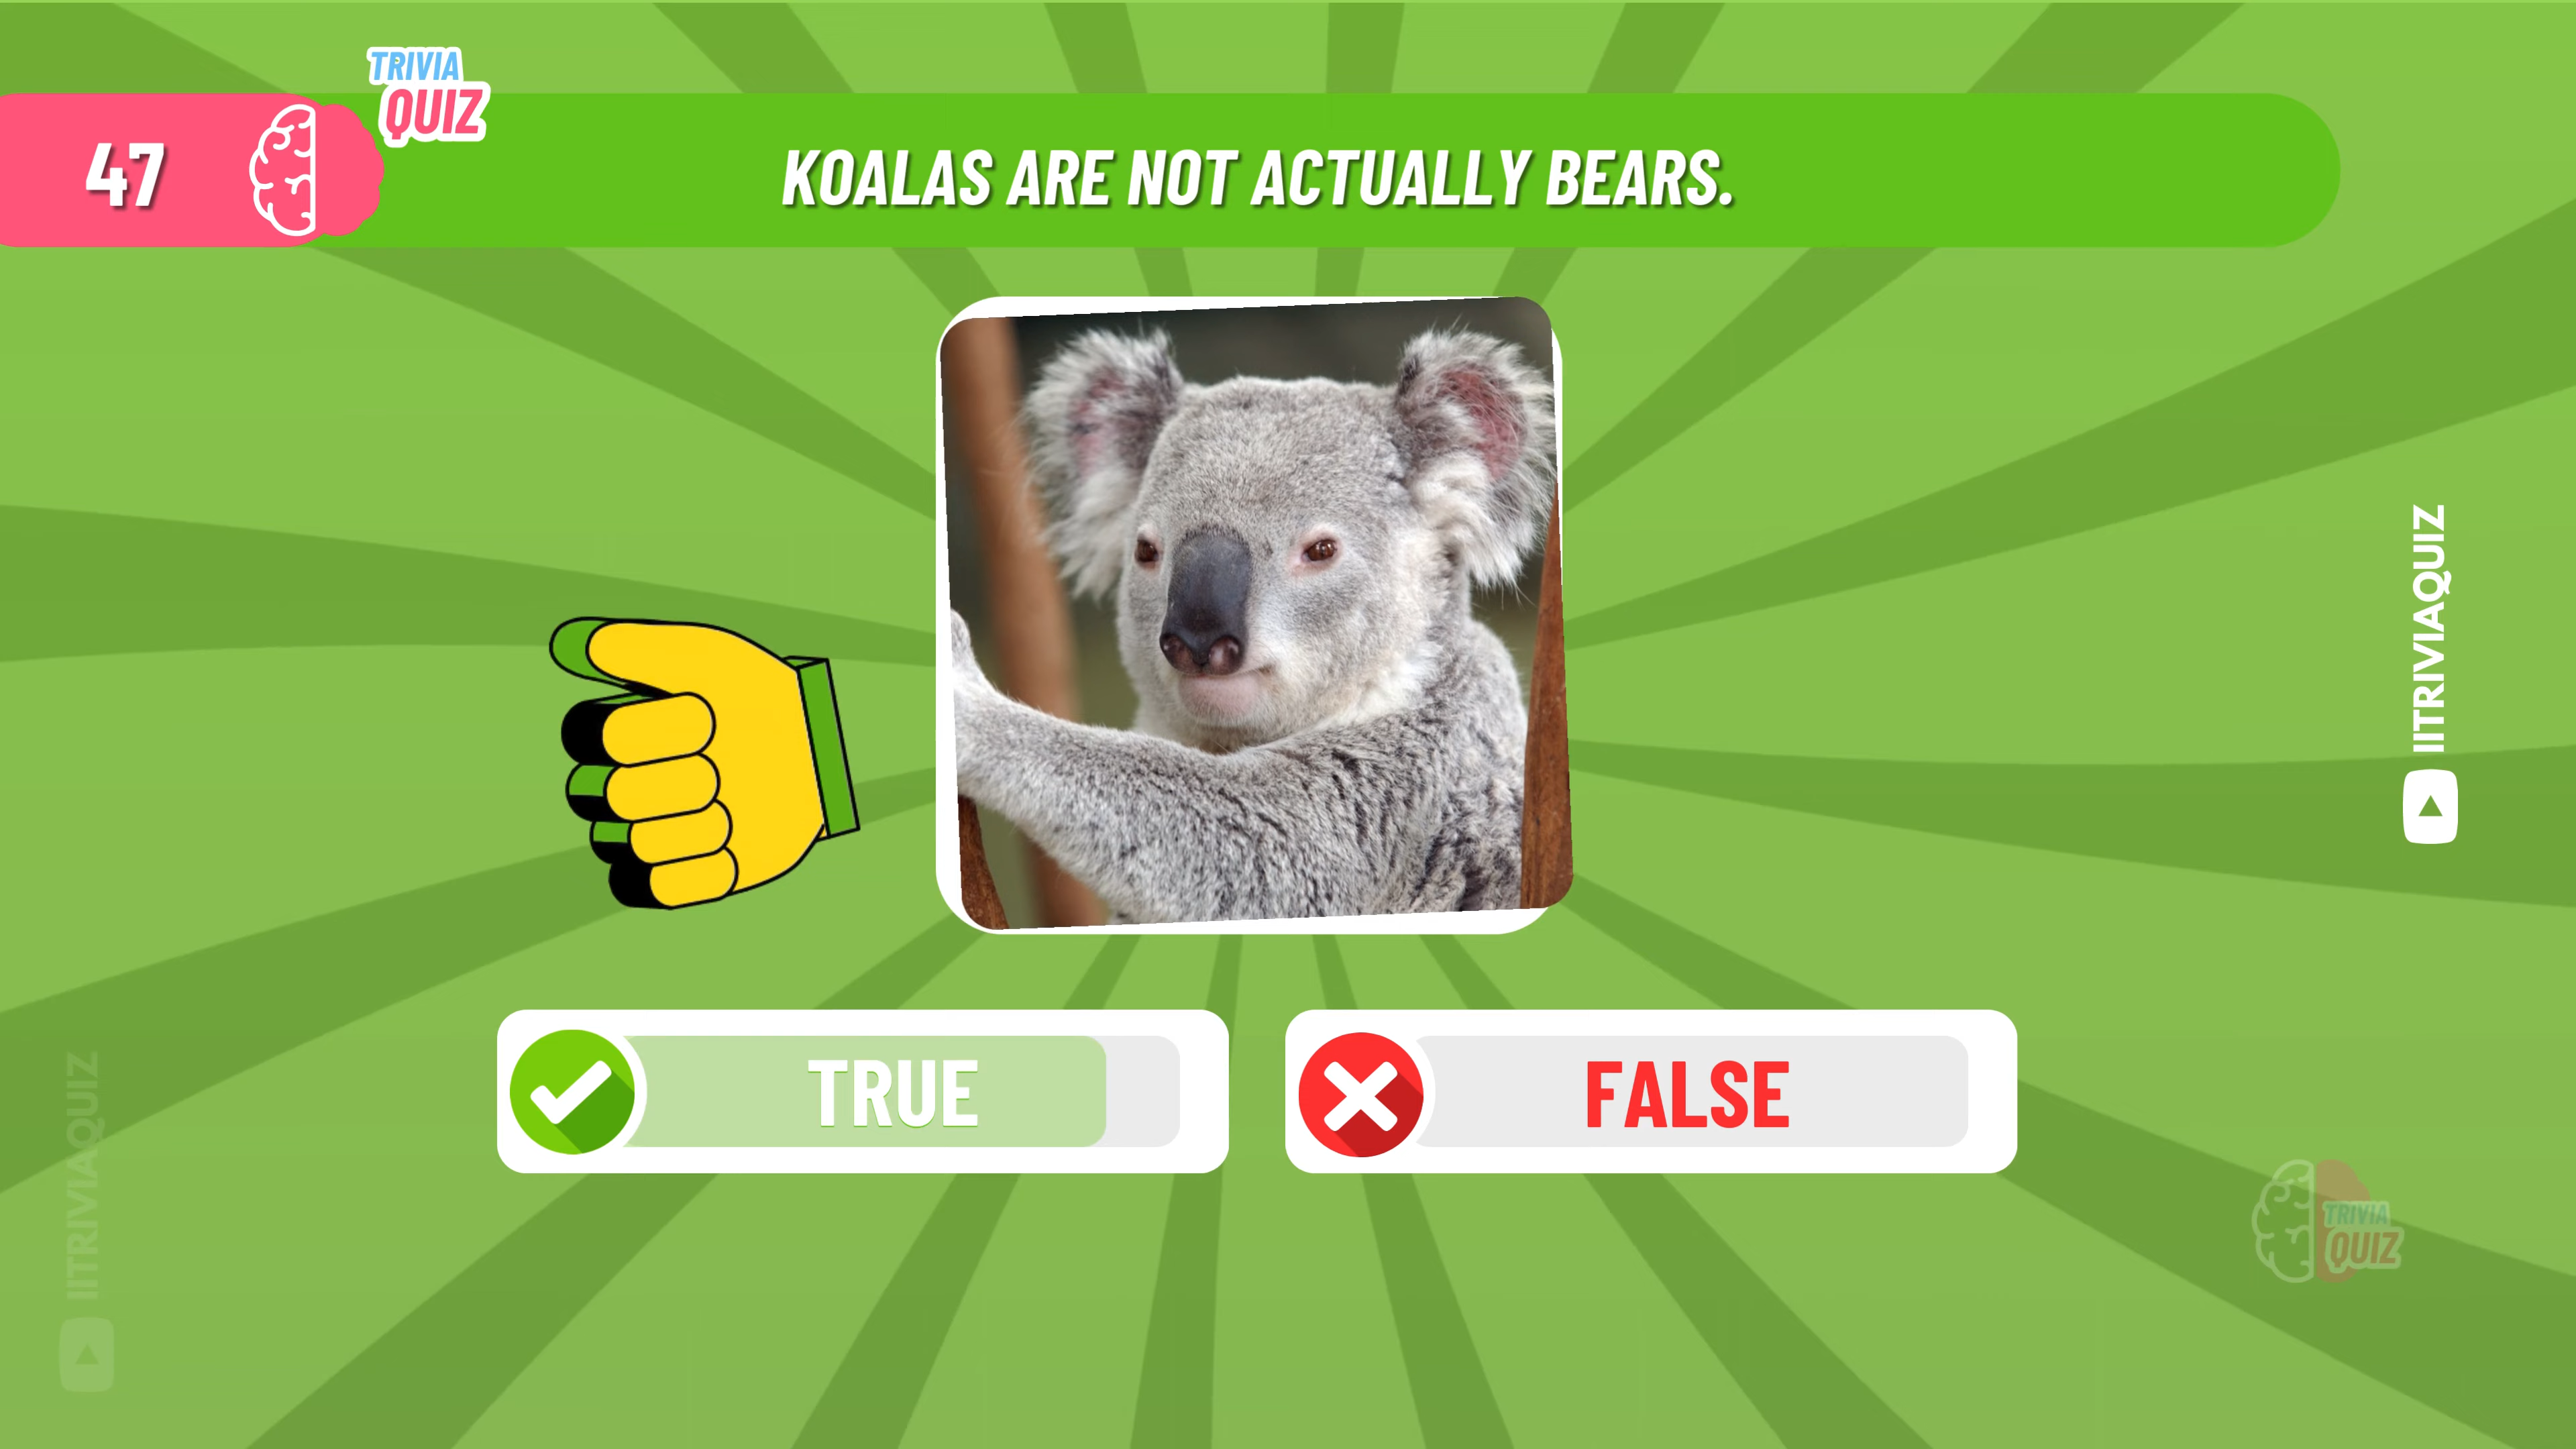 TRIVIA
QUIZ
47
KOALAS ARE NOT ACTUALLY BEARS.
IITRIVIAQUIZ
TRUE
FALSE
IITRIVIAQUIZ
TRIVIA
QUIZ